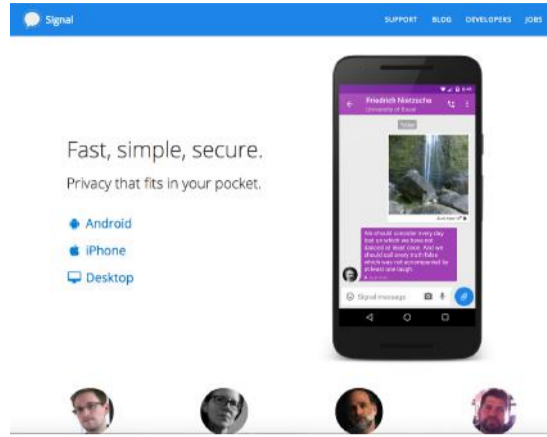 Signal
SUPPORT BLOG DEVELOPERS JOBS
Fast, simple, secure.
Privacy that fits in your pocket.
Android
iPhone
Desktop
Friedrich Nietzsche
University of Basel
We should consider every day
lost on which we have not
danced at least once. And we
should call every truth false
which was not accompanied by
at least one laugh.
Signal message